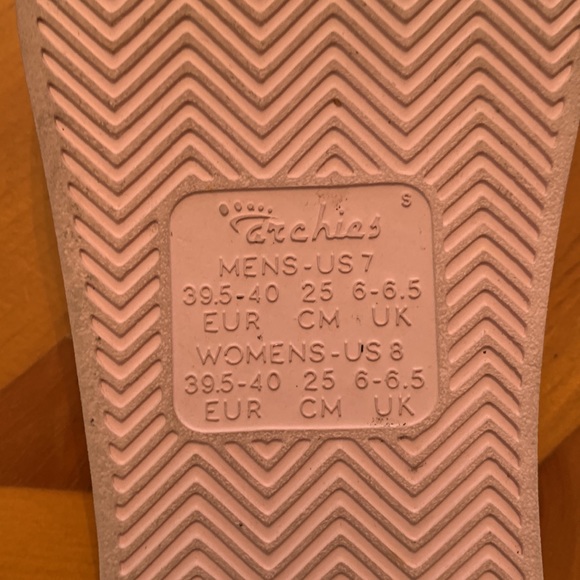 s
archies
MENS-US 7
39.5-40 25 6-6.5
EUR CM UK
WOMENS-US 8
39.5-40 25 6-6.5
EUR CM UK